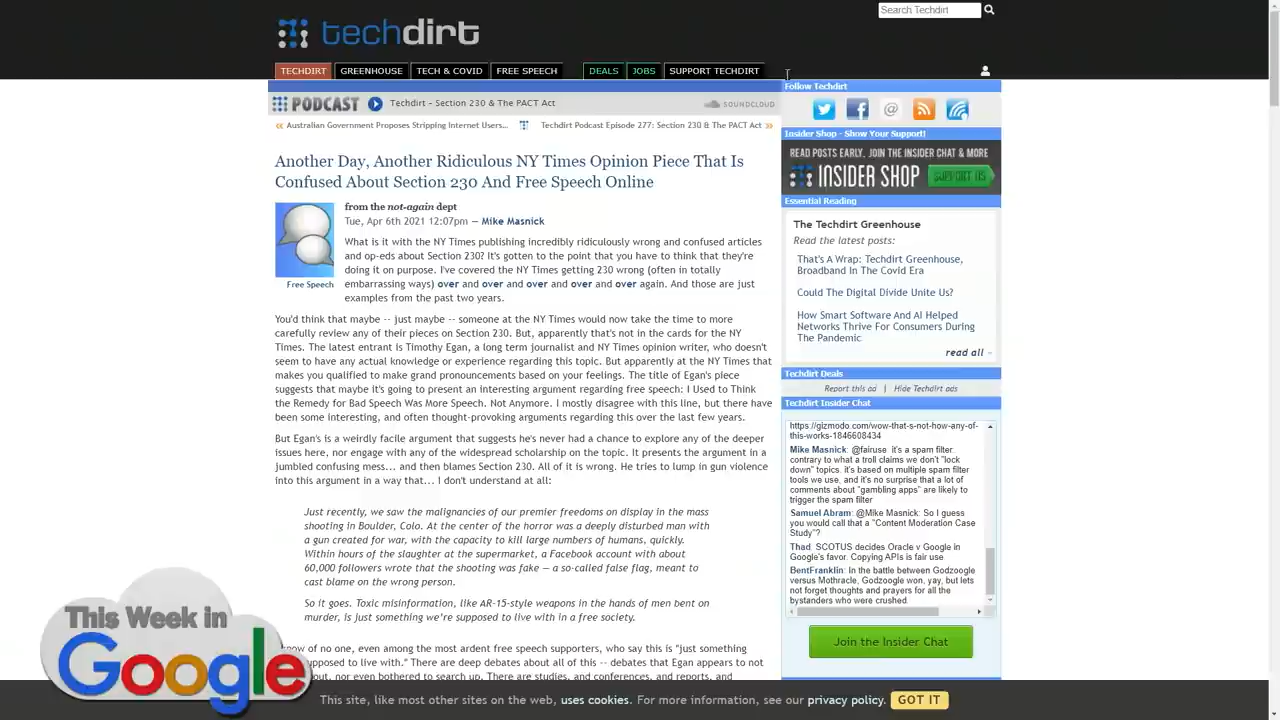 Search Techdirt
techdirt
TECHDIRT GREENHOUSE TECH & COVID FREE SPEECH DEALS JOBS SUPPORT TECHDIRT
PODCAST Techdirt - Section 230 & The PACT Act SOUNDCLOUD
« Australian Government Proposes Stripping Internet Users... Techdirt Podcast Episode 277: Section 230 & The PACT Act »
Another Day, Another Ridiculous NY Times Opinion Piece That Is
Confused About Section 230 And Free Speech Online
from the not-again dept
Tue, Apr 6th 2021 12:07pm — Mike Masnick
Free Speech
What is it with the NY Times publishing incredibly ridiculously wrong and confused articles
and op-eds about Section 230? It's gotten to the point that you have to think that they're
doing it on purpose. I've covered the NY Times getting 230 wrong (often in totally
embarrassing ways) over and over and over and over and over again. And those are just
examples from the past two years.
You'd think that maybe -- just maybe -- someone at the NY Times would now take the time to more
carefully review any of their pieces on Section 230. But, apparently that's not in the cards for the NY
Times. The latest entrant is Timothy Egan, a long term journalist and NY Times opinion writer, who doesn't
seem to have any actual knowledge or experience regarding this topic. But apparently at the NY Times that
makes you qualified to make grand pronouncements based on your feelings. The title of Egan's piece
suggests that maybe it's going to present an interesting argument regarding free speech: I Used to Think
the Remedy for Bad Speech Was More Speech. Not Anymore. I mostly disagree with this line, but there have
been some interesting, and often thought-provoking arguments regarding this over the last few years.
But Egan's is a weirdly facile argument that suggests he's never had a chance to explore any of the deeper
issues here, nor engage with any of the widespread scholarship on the topic. It presents the argument in a
jumbled confusing mess... and then blames Section 230. All of it is wrong. He tries to lump in gun violence
into this argument in a way that... I don't understand at all:
Just recently, we saw the malignancies of our premier freedoms on display in the mass
shooting in Boulder, Colo. At the center of the horror was a deeply disturbed man with
a gun created for war, with the capacity to kill large numbers of humans, quickly.
Within hours of the slaughter at the supermarket, a Facebook account with about
60,000 followers wrote that the shooting was fake — a so-called false flag, meant to
cast blame on the wrong person.
So it goes. Toxic misinformation, like AR-15-style weapons in the hands of men bent on
murder, is just something we're supposed to live with in a free society.
of no one, even among the most ardent free speech supporters, who say this is "just something
supposed to live with." There are deep debates about all of this -- debates that Egan appears to not
nor even bothered to search up. There are studies, and conferences, and reports, and
Follow Techdirt
Insider Shop - Show Your Support!
READ POSTS EARLY, JOIN THE INSIDER CHAT & MORE
INSIDER SHOP SUPPORT US
Essential Reading
The Techdirt Greenhouse
Read the latest posts:
That's A Wrap: Techdirt Greenhouse,
Broadband In The Covid Era
Could The Digital Divide Unite Us?
How Smart Software And AI Helped
Networks Thrive For Consumers During
The Pandemic
read all »
Techdirt Deals
Report this ad | Hide Techdirt ads
Techdirt Insider Chat
https://gizmodo.com/wow-that-s-not-how-any-of-
this-works-1846608434
Mike Masnick: @fairuse it's a spam filter.
contrary to what a troll claims we don't "lock
down" topics. it's based on multiple spam filter
tools we use, and it's no surprise that a lot of
comments about "gambling apps" are likely to
trigger the spam filter
Samuel Abram: @Mike Masnick: So I guess
you would call that a "Content Moderation Case
Study"?
Thad: SCOTUS decides Oracle v Google in
Google's favor. Copying APIs is fair use
BentFranklin: In the battle between Godzoogle
versus Mothracle, Godzoogle won, yay, but lets
not forget thoughts and prayers for all the
bystanders who were crushed.
Join the Insider Chat
This Week in
Google
This site, like most other sites on the web, uses cookies. For more information, see our privacy policy. GOT IT